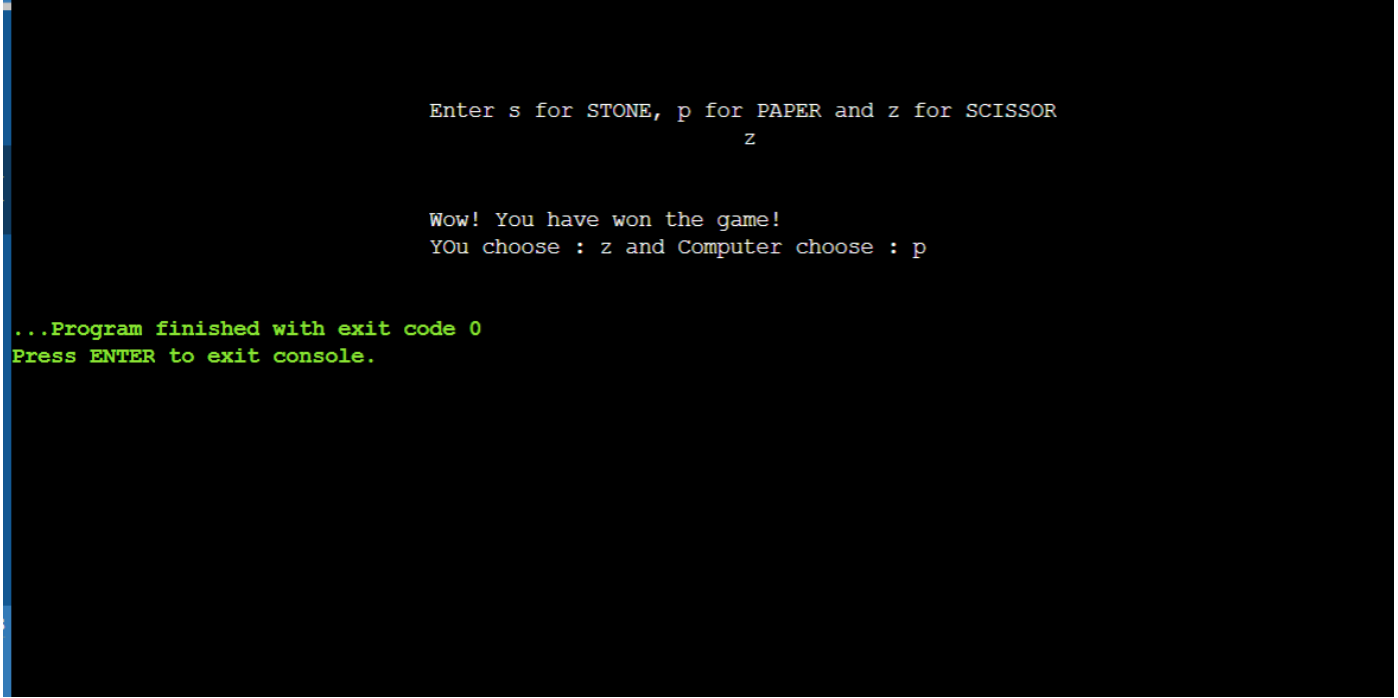 Enter s for STONE, p for PAPER and z for SCISSOR
z
Wow! You have won the game!
YOu choose : z and Computer choose : p
...Program finished with exit code 0
Press ENTER to exit console.